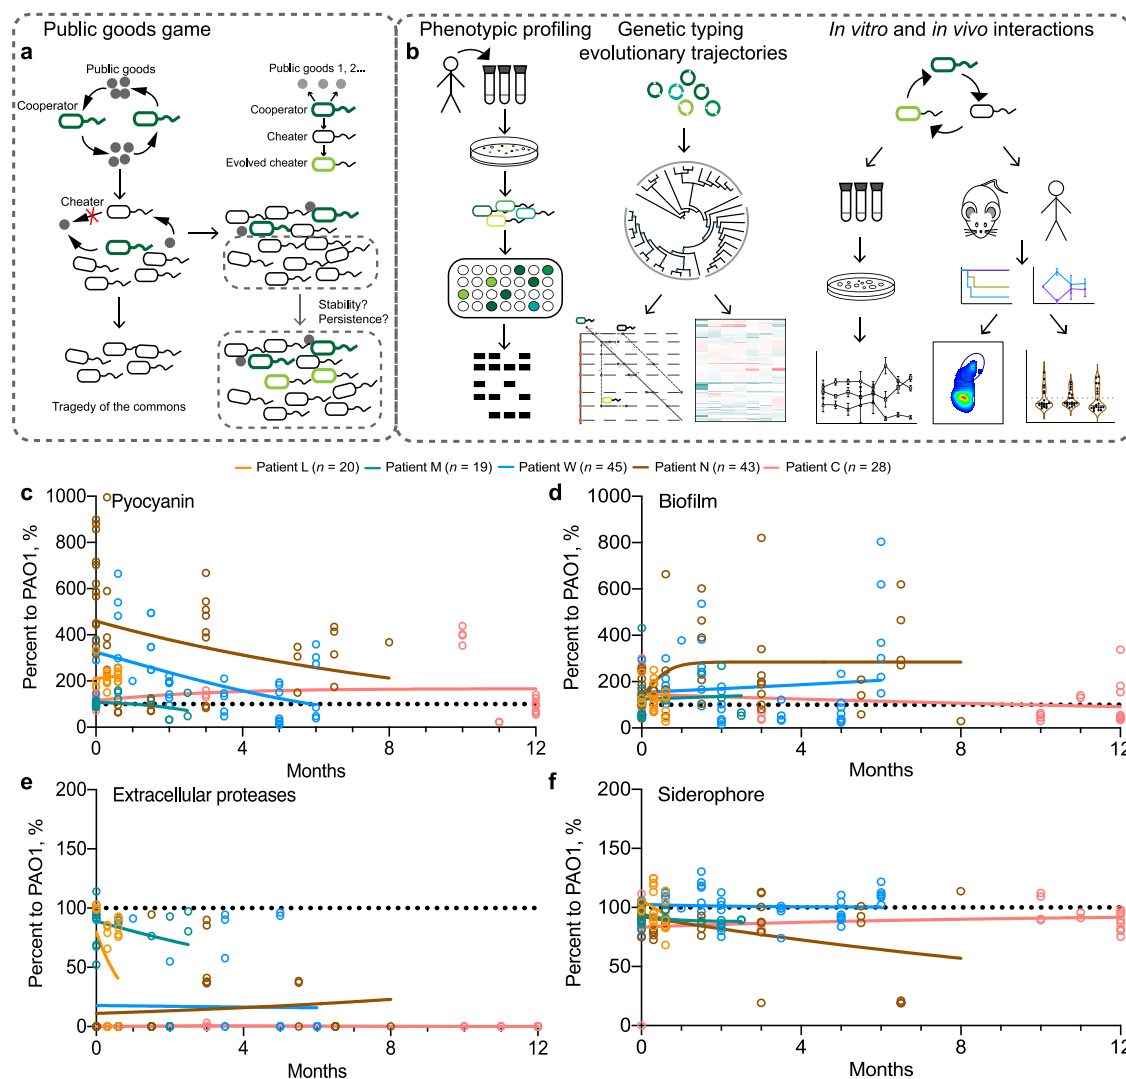 Public goods game
a
Public goods
Cooperator
Public goods 1, 2...
Cooperator
Cheater
Evolved cheater
Cheater
Stability?
Persistence?
Tragedy of the commons
b
Phenotypic profiling
Genetic typing
evolutionary trajectories
In vitro and in vivo interactions
Patient L (n = 20)
Patient M (n = 19)
Patient W (n = 45)
Patient N (n = 43)
Patient C (n = 28)
c
Pyocyanin
Percent to PAO1, %
1000
800
600
400
200
0
0 4 8 12
Months
d
Biofilm
Percent to PAO1, %
1000
800
600
400
200
0
0 4 8 12
Months
e
Extracellular proteases
Percent to PAO1, %
200
150
100
50
0
0 4 8 12
Months
f
Siderophore
Percent to PAO1, %
200
150
100
50
0
0 4 8 12
Months